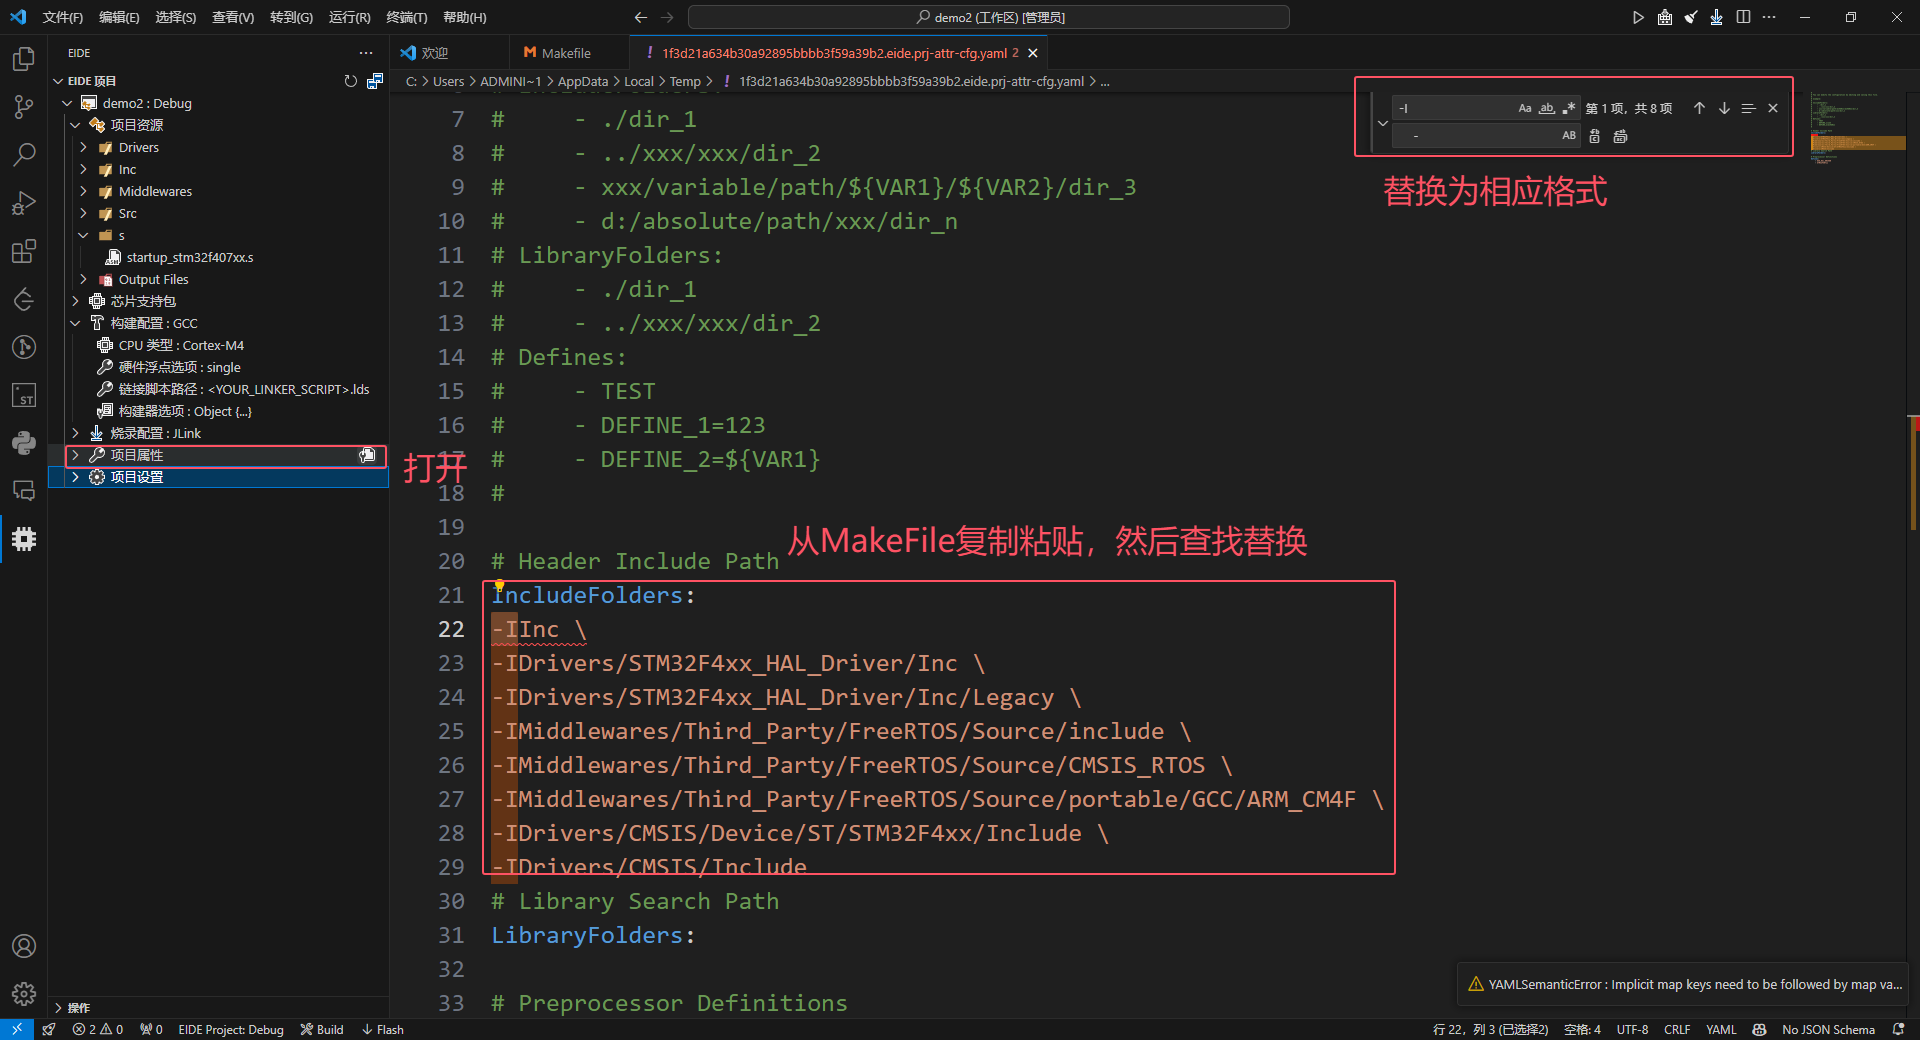 文件(F) 编辑(E) 选择(S) 查看(V) 转到(G) 运行(R) 终端(T) 帮助(H)
demo2 (工作区) [管理员]
EIDE
EIDE 项目
demo2 : Debug
项目资源
Drivers
Inc
Middlewares
Src
s
startup_stm32f407xx.s
Output Files
芯片支持包
构建配置 : GCC
CPU 类型 : Cortex-M4
硬件浮点选项 : single
链接脚本路径 : <YOUR_LINKER_SCRIPT>.lds
构建器选项 : Object {...}
烧录配置 : JLink
项目属性
项目设置
操作
欢迎
Makefile
1f3d21a634b30a92895bbbb3f59a39b2.eide.prj-attr-cfg.yaml 2
C: > Users > ADMINI~1 > AppData > Local > Temp > ! 1f3d21a634b30a92895bbbb3f59a39b2.eide.prj-attr-cfg.yaml > ...
-I
Aa
ab
.*
第 1 项，共 8 项
-
AB
替换为相应格式
7 # - ./dir_1
8 # - ../xxx/xxx/dir_2
9 # - xxx/variable/path/${VAR1}/${VAR2}/dir_3
10 # - d:/absolute/path/xxx/dir_n
11 # LibraryFolders:
12 # - ./dir_1
13 # - ../xxx/xxx/dir_2
14 # Defines:
15 # - TEST
16 # - DEFINE_1=123
17 # - DEFINE_2=${VAR1}
打开
18 #
19
从MakeFile复制粘贴，然后查找替换
20 # Header Include Path
21 IncludeFolders:
22 -IInc \
23 -IDrivers/STM32F4xx_HAL_Driver/Inc \
24 -IDrivers/STM32F4xx_HAL_Driver/Inc/Legacy \
25 -IMiddlewares/Third_Party/FreeRTOS/Source/include \
26 -IMiddlewares/Third_Party/FreeRTOS/Source/CMSIS_RTOS \
27 -IMiddlewares/Third_Party/FreeRTOS/Source/portable/GCC/ARM_CM4F \
28 -IDrivers/CMSIS/Device/ST/STM32F4xx/Include \
29 -IDrivers/CMSIS/Include
30 # Library Search Path
31 LibraryFolders:
32
33 # Preprocessor Definitions
YAMLSemanticError : Implicit map keys need to be followed by map va...
2 0 0 EIDE Project: Debug Build Flash
行 22，列 3 (已选择2) 空格: 4 UTF-8 CRLF YAML No JSON Schema